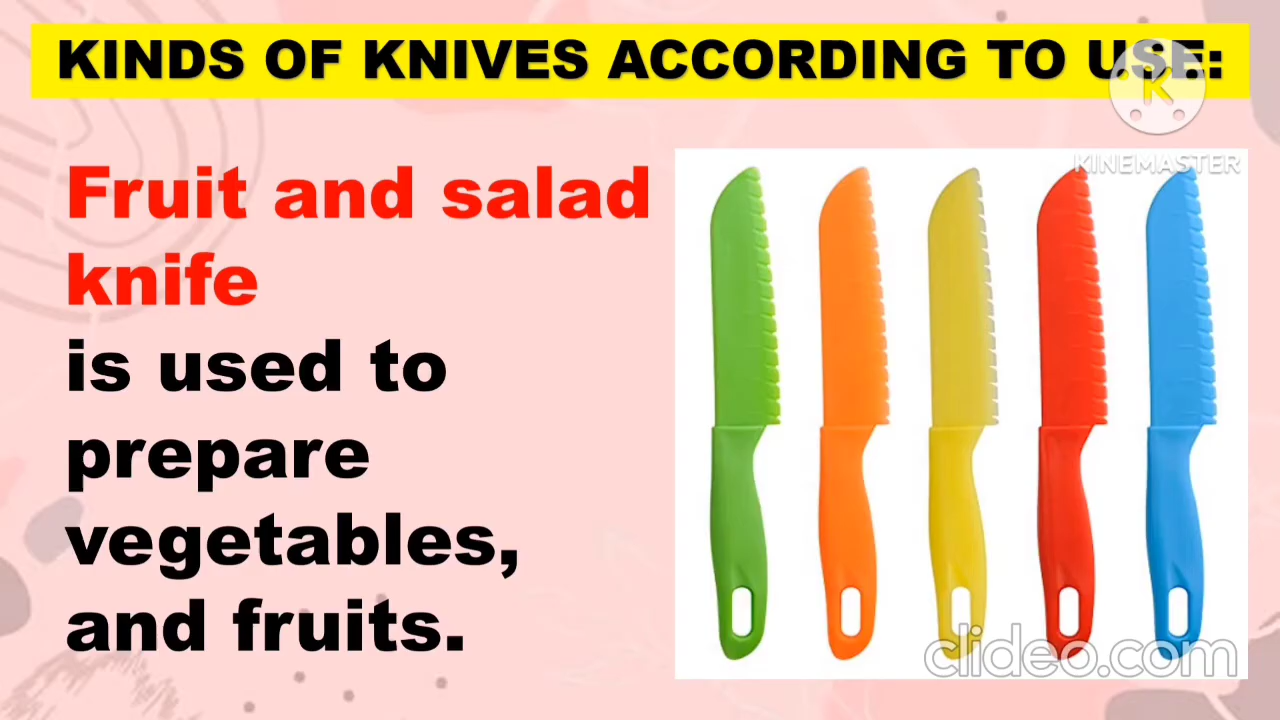 KINDS OF KNIVES ACCORDING TO USE:
K
KINEMASTER
Fruit and salad
knife
is used to
prepare
vegetables,
and fruits.
clideo.com